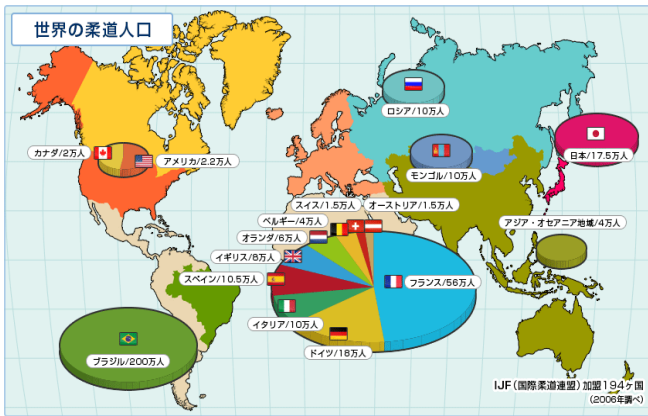 世界の柔道人口
ロシア/10万人
カナダ/2万人
アメリカ/2.2万人
日本/17.5万人
モンゴル/10万人
スイス/1.5万人
オーストリア/1.5万人
ベルギー/4万人
アジア・オセアニア地域/4万人
オランダ/6万人
イギリス/8万人
スペイン/10.5万人
フランス/56万人
イタリア/10万人
ドイツ/18万人
ブラジル/200万人
IJF(国際柔道連盟)加盟194ヶ国
(2006年調べ)